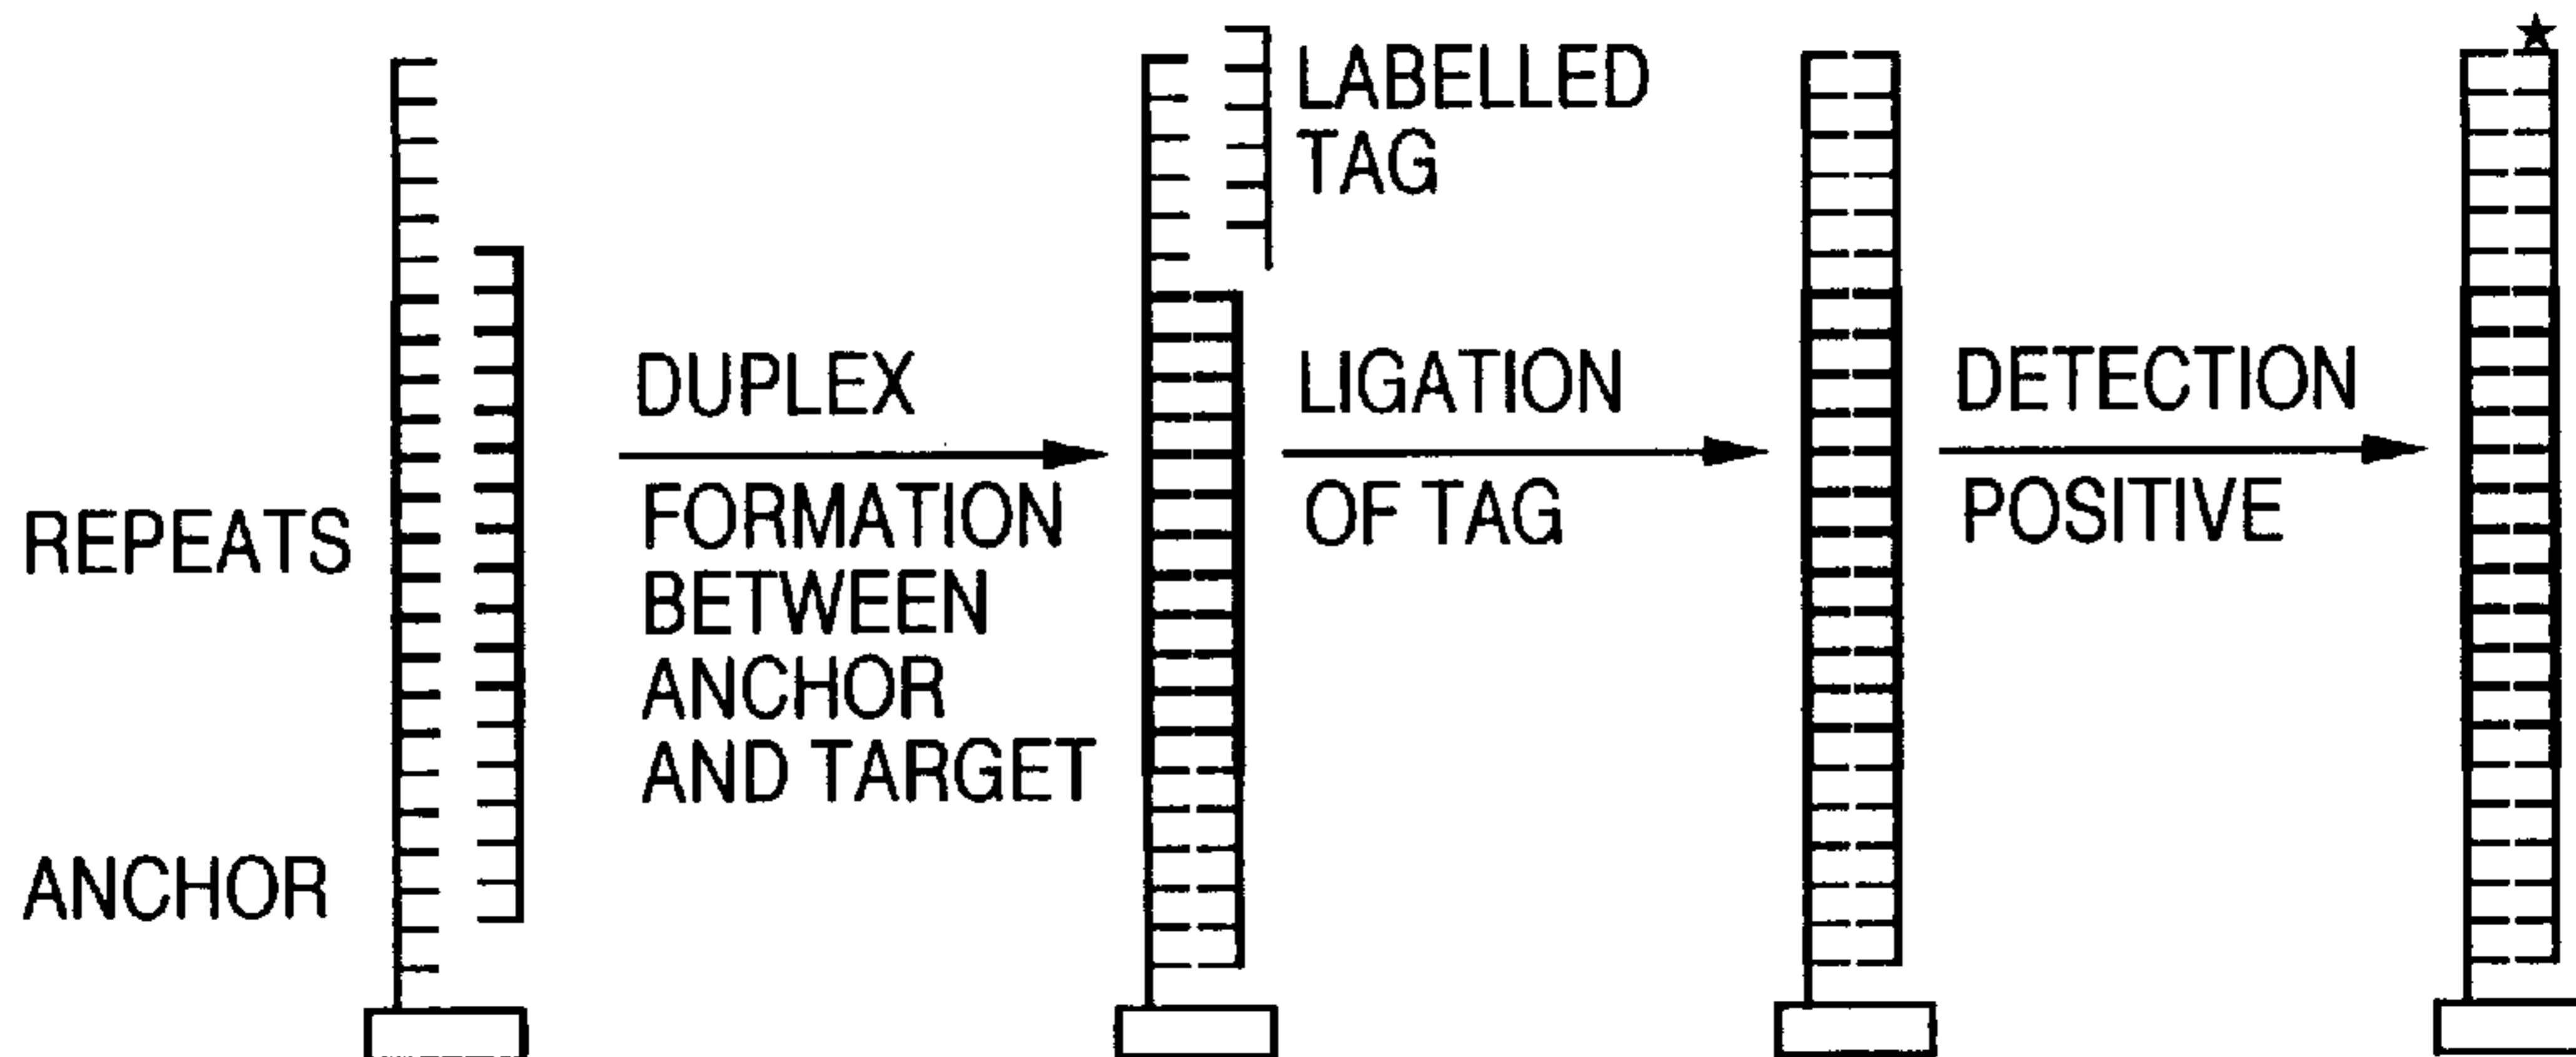 REPEATS
ANCHOR
DUPLEX
FORMATION
BETWEEN
ANCHOR
AND TARGET
LABELLED
TAG
LIGATION
OF TAG
DETECTION
POSITIVE